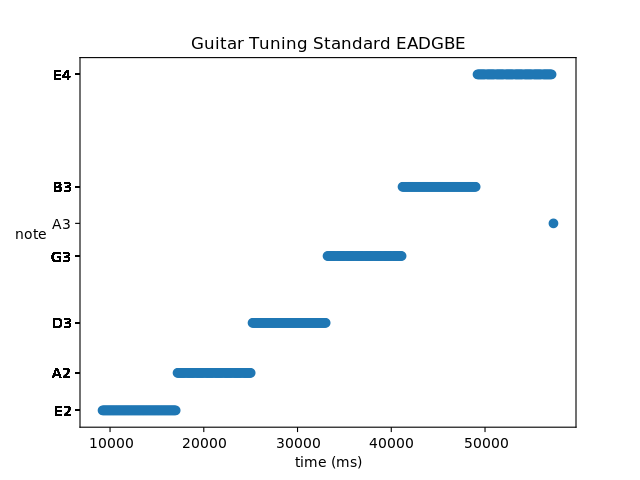 Guitar Tuning Standard EADGBE
E4
B3
A3
note
G3
D3
A2
E2
10000 20000 30000 40000 50000
time (ms)